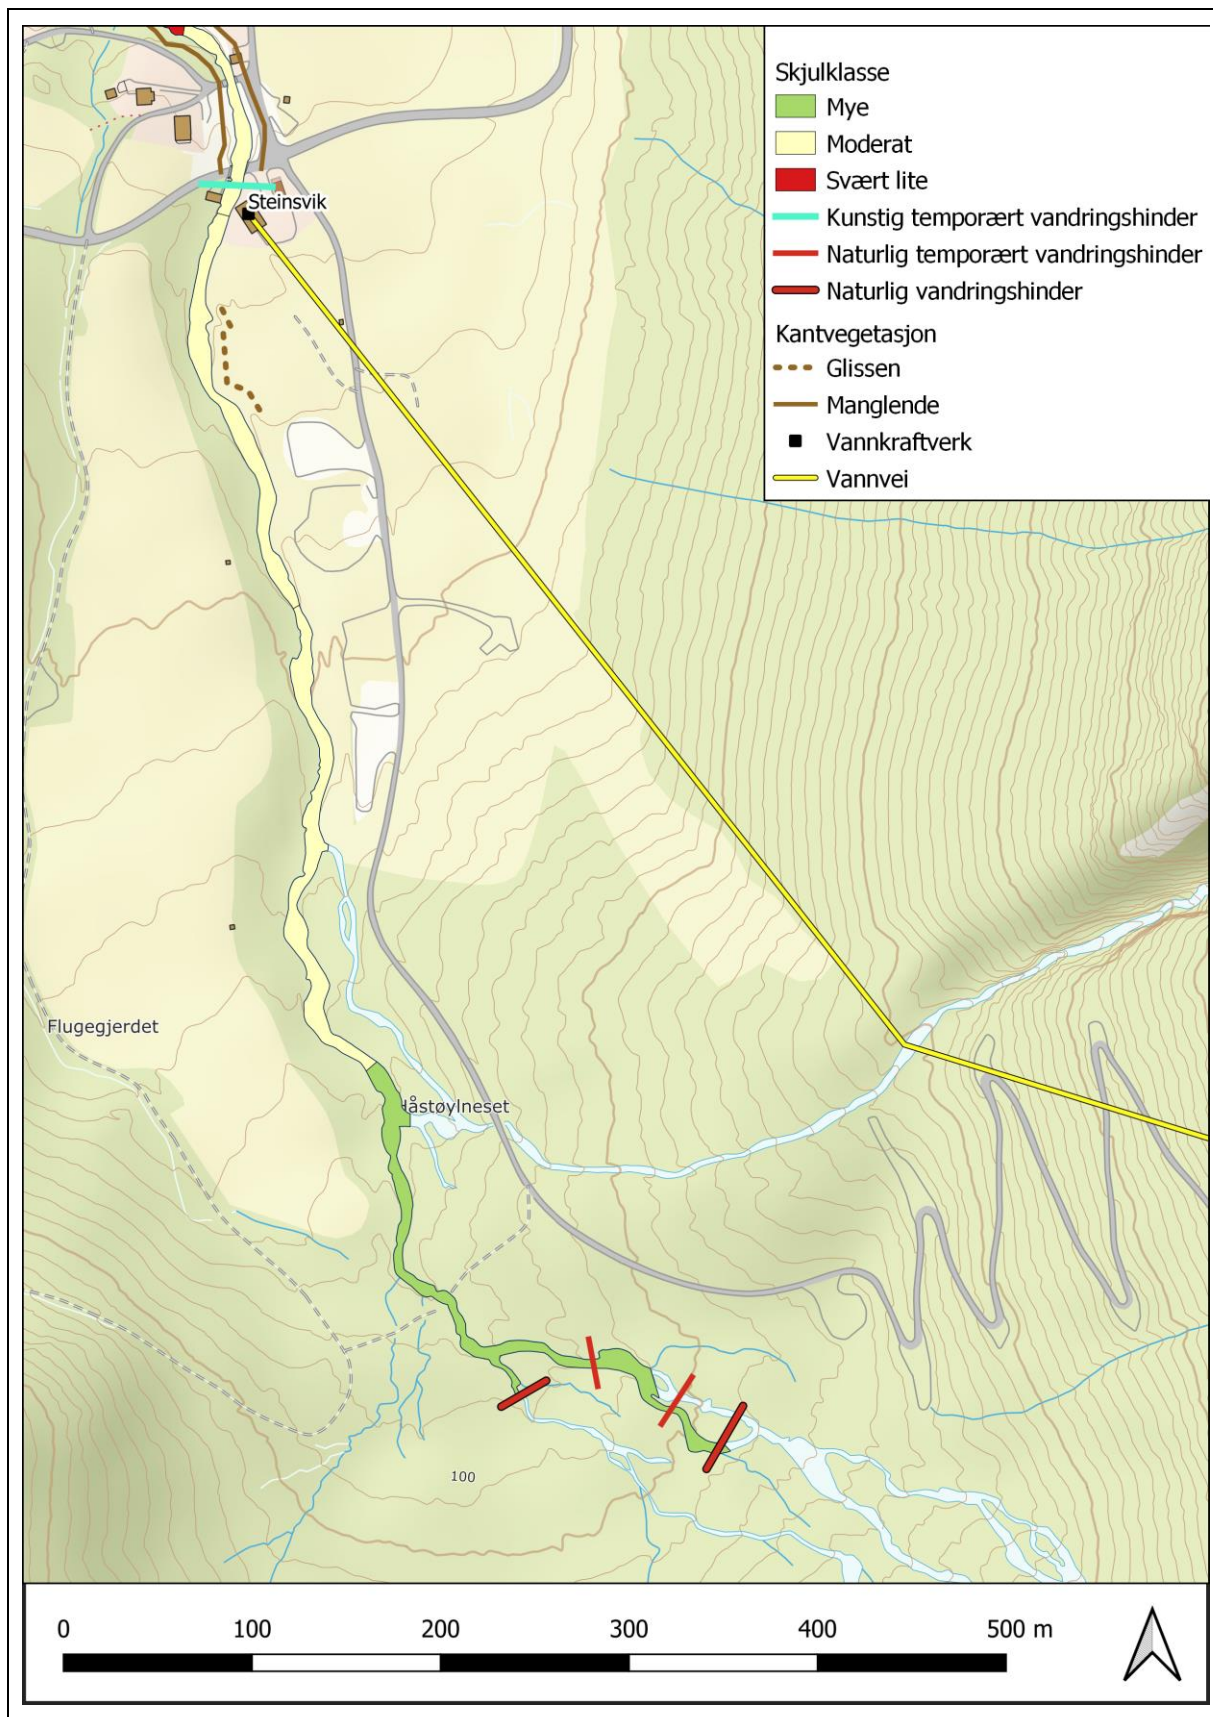 Skjulklasse
Mye
Moderat
Svært lite
Kunstig temporært vandringshinder
Naturlig temporært vandringshinder
Naturlig vandringshinder
Kantvegetasjon
Glissen
Manglende
Vannkraftverk
Vannvei
Steinsvik
Flugegjerdet
Håstøylneset
100
0 100 200 300 400 500 m